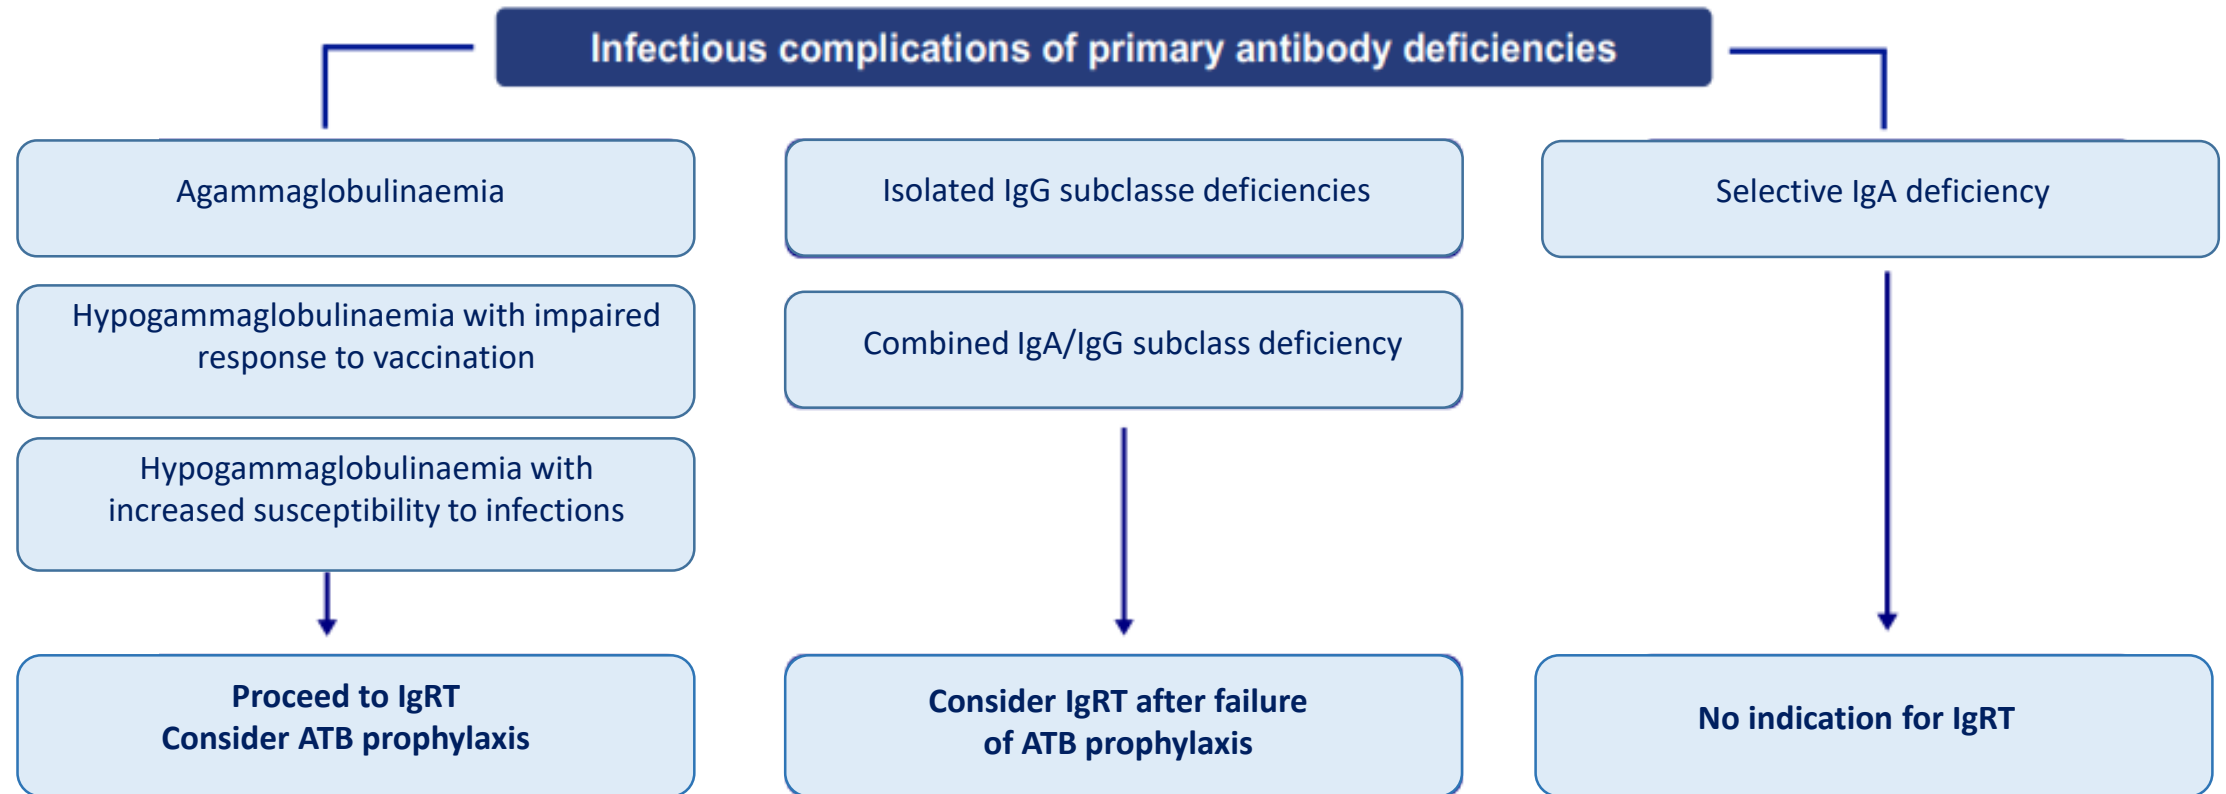 Infectious complications of primary antibody deficiencies
Agammaglobulinaemia
Hypogammaglobulinaemia with impaired
response to vaccination
Hypogammaglobulinaemia with
increased susceptibility to infections
Proceed to IgRT
Consider ATB prophylaxis
Isolated IgG subclasse deficiencies
Combined IgA/IgG subclass deficiency
Consider IgRT after failure
of ATB prophylaxis
Selective IgA deficiency
No indication for IgRT